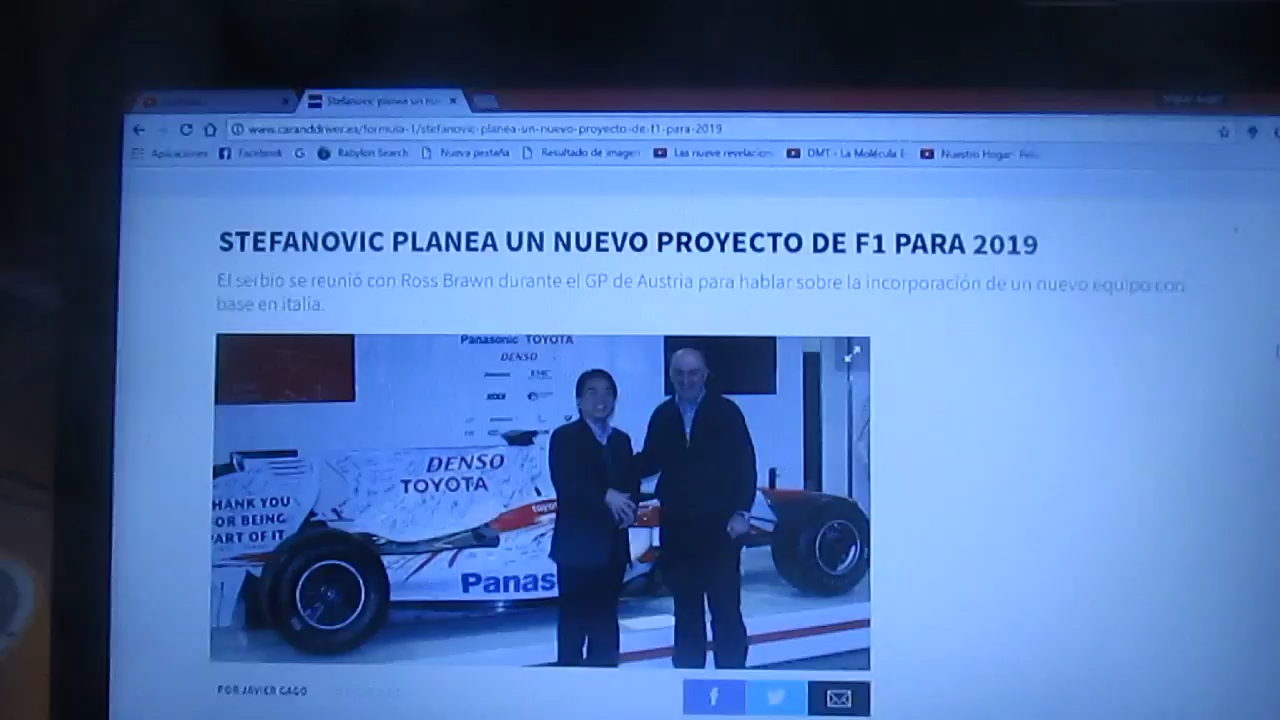 Stefanovic planea un nue
www.caranddriver.es/formula-1/stefanovic-planea-un-nuevo-proyecto-de-f1-para-2019
Aplicaciones Facebook G Babylon Search Nueva pestaña Resultado de imagen Las nueve revelacion DMT - La Molécula E Nuestro Hogar- Pelic
STEFANOVIC PLANEA UN NUEVO PROYECTO DE F1 PARA 2019
El serbio se reunió con Ross Brawn durante el GP de Austria para hablar sobre la incorporación de un nuevo equipo con
base en italia.
Panasonic TOYOTA
DENSO
DENSO
TOYOTA
HANK YOU
OR BEING
ART OF IT
Panas
POR JAVIER GAGO